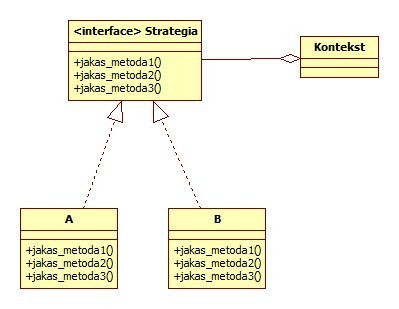 <interface> Strategia
+jakas_metoda1()
+jakas_metoda2()
+jakas_metoda3()
Kontekst
A
+jakas_metoda1()
+jakas_metoda2()
+jakas_metoda3()
B
+jakas_metoda1()
+jakas_metoda2()
+jakas_metoda3()